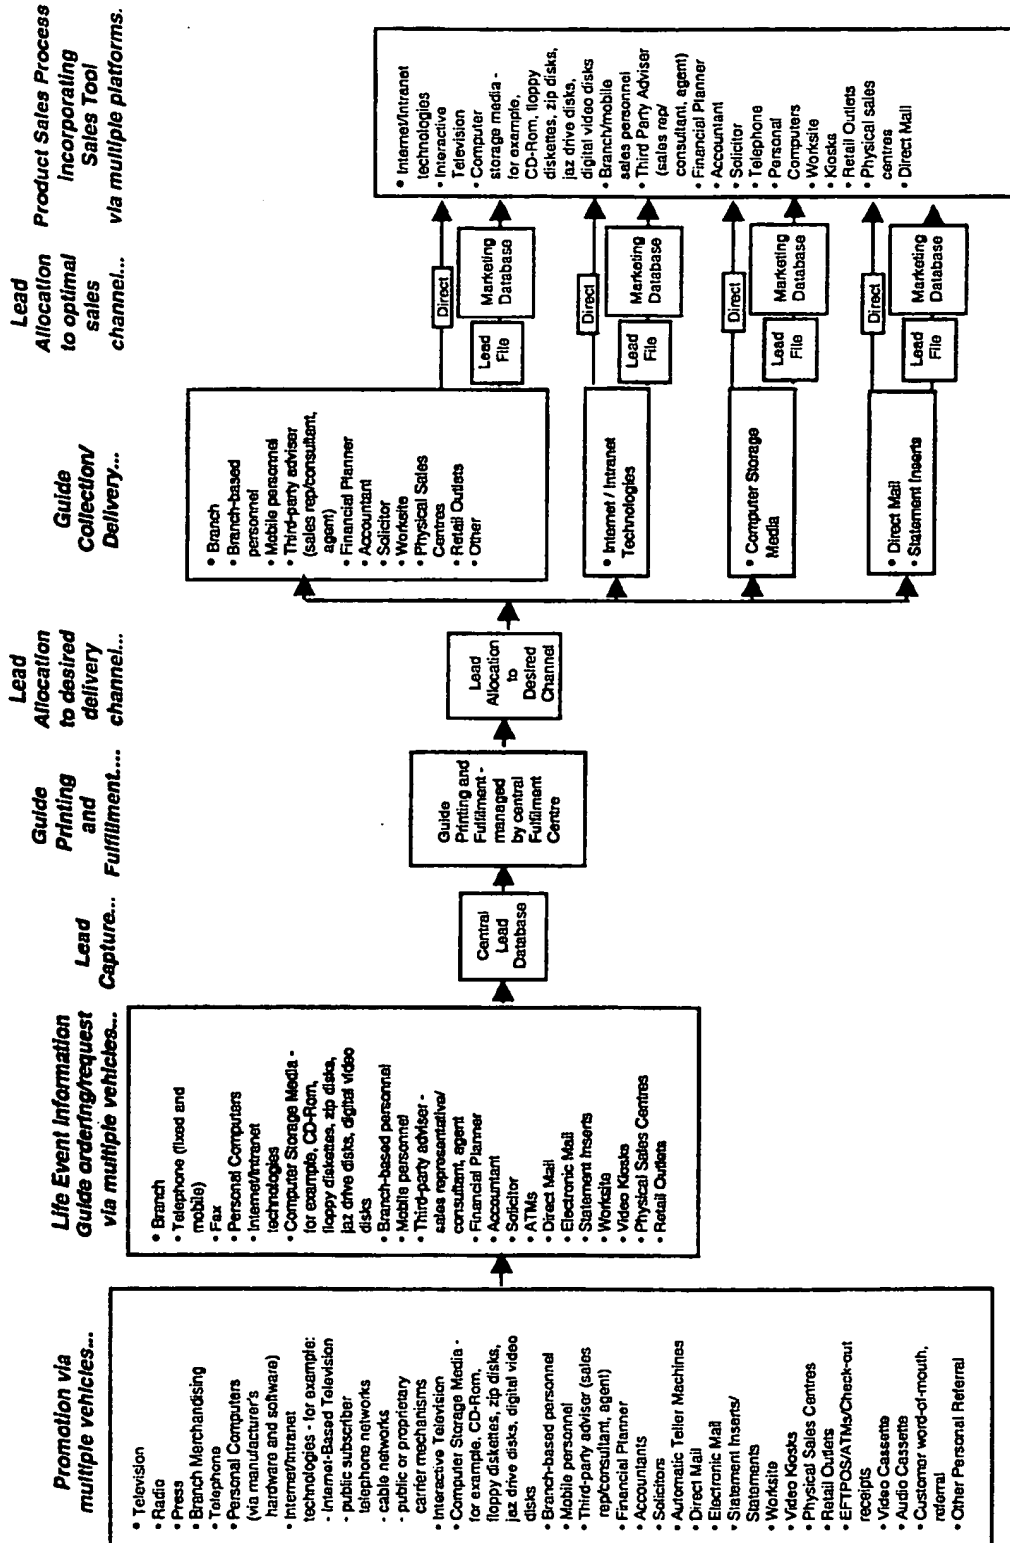 Promotion via
multiple vehicles...
• Television
• Radio
• Press
• Branch Merchandising
• Telephone
• Personal Computers
(via manufacturer's
hardware and software)
• Internet/Intranet
technologies - for example:
- Internet-Based Television
- public subscriber
telephone networks
- cable networks
- public or proprietary
carrier mechanisms
• Interactive Television
• Computer Storage Media -
for example, CD-Rom,
floppy diskettes, zip disks,
jaz drive disks, digital video
disks
• Branch-based personnel
• Mobile personnel
• Third-party adviser (sales
rep/consultant, agent)
• Financial Planner
• Accountants
• Solicitors
• Automatic Teller Machines
• Direct Mail
• Electronic Mail
• Statement Inserts/
Statements
• Worksite
• Video Kiosks
• Physical Sales Centres
• Retail Outlets
• EFTPOS/ATMs/Check-out
receipts
• Video Cassette
• Audio Cassette
• Customer word-of-mouth,
referral
• Other Personal Referral
Life Event Information
Guide ordering/request
via multiple vehicles...
• Branch
• Telephone (fixed and
mobile)
• Fax
• Personal Computers
• Internet/Intranet
technologies
• Computer Storage Media -
for example, CD-Rom,
floppy diskettes, zip disks,
jaz drive disks, digital video
disks
• Branch-based personnel
• Mobile personnel
• Third-party adviser -
sales representative/
consultant, agent
• Financial Planner
• Accountant
• Solicitor
• ATMs
• Direct Mail
• Electronic Mail
• Statement Inserts
• Worksite
• Video Kiosks
• Physical Sales Centres
• Retail Outlets
Lead
Capture...
Central
Lead
Database
Guide
Printing
and
Fulfillment....
Guide
Printing and
Fulfilment -
managed
by central
Fulfilment
Centre
Lead
Allocation
to desired
delivery
channel...
Lead
Allocation
to
Desired
Channel
Guide
Collection/
Delivery...
• Branch
• Branch-based
personnel
• Mobile personnel
• Third-party adviser
(sales rep/consultant,
agent)
• Financial Planner
• Accountant
• Solicitor
• Worksite
• Physical Sales
Centres
• Retail Outlets
• Other
• Internet / Intranet
Technologies
• Computer Storage
Media
• Direct Mail
• Statement Inserts
Lead
Allocation
to optimal
sales
channel...
Direct
Lead
File
Marketing
Database
Direct
Lead
File
Marketing
Database
Direct
Lead
File
Marketing
Database
Direct
Lead
File
Marketing
Database
Product Sales Process
Incorporating
Sales Tool
via multiple platforms.
• Internet/Intranet
technologies
• Interactive
Television
• Computer
storage media -
for example,
CD-Rom, floppy
diskettes, zip disks,
jaz drive disks,
digital video disks
• Branch/mobile
sales personnel
• Third Party Adviser
(sales rep/
consultant, agent)
• Financial Planner
• Accountant
• Solicitor
• Telephone
• Personal
Computers
• Worksite
• Kiosks
• Retail Outlets
• Physical sales
centres
• Direct Mail